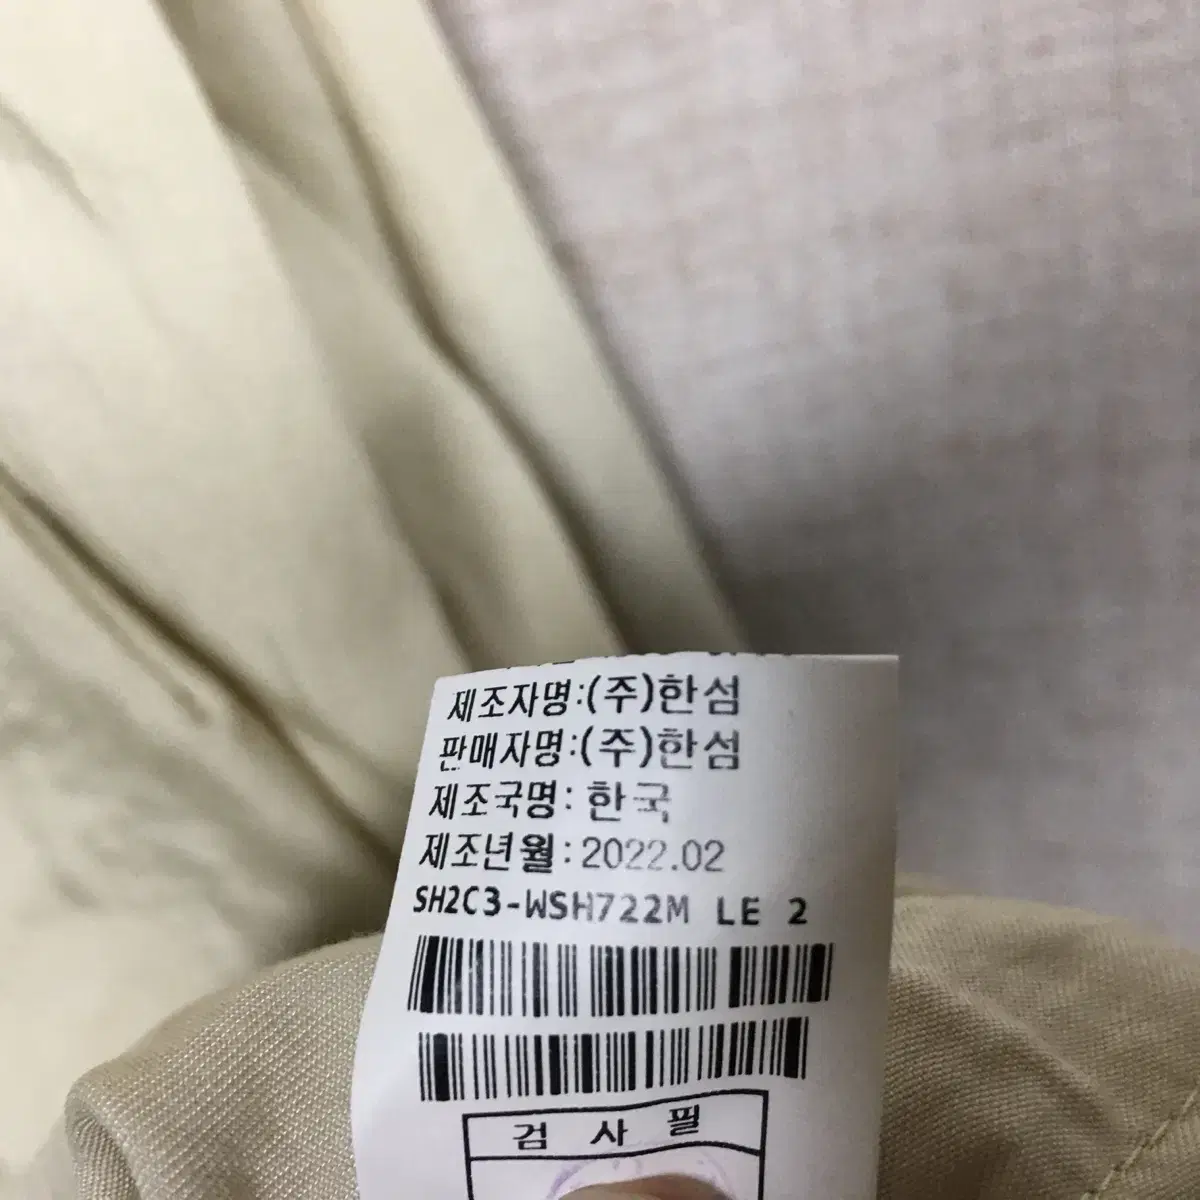 제조자명:(주)한섬
판매자명:(주)한섬
제조국명: 한국
제조년월:2022.02
SH2C3-WSH722M LE 2
검 사 필